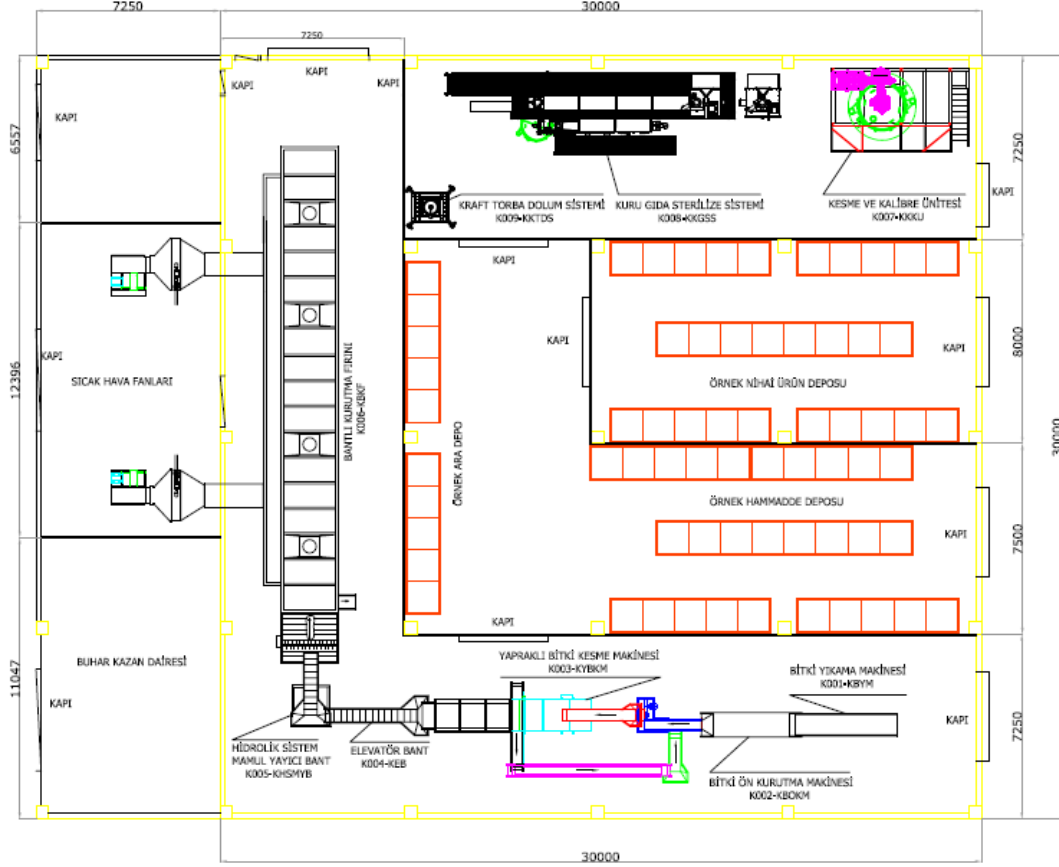 7250
30000
7250
KAPI
KAPI
KAPI
KAPI
6557
7250
KRAFT TORBA DOLUM SİSTEMİ
K009-KKTDS
KURU GIDA STERİLİZE SİSTEMİ
K008-KKGSS
KESME VE KALİBRE ÜNİTESİ
K007-KKKU
KAPI
KAPI
KAPI
KAPI
KAPI
8000
12396
SICAK HAVA FANLARI
BANTLI KURUTMA FIRINI
K006-KBKF
ÖRNEK NİHAİ ÜRÜN DEPOSU
30000
ÖRNEK ARA DEPO
ÖRNEK HAMMADDE DEPOSU
KAPI
7500
KAPI
BUHAR KAZAN DAİRESİ
YAPRAKLI BİTKİ KESME MAKİNESİ
K003-KYBKM
BİTKİ YIKAMA MAKİNESİ
K001-KBYM
11047
KAPI
KAPI
7250
HİDROLİK SİSTEM
MAMUL YAYICI BANT
K005-KHSMYB
ELEVATÖR BANT
K004-KEB
BİTKİ ÖN KURUTMA MAKİNESİ
K002-KBOKM
30000